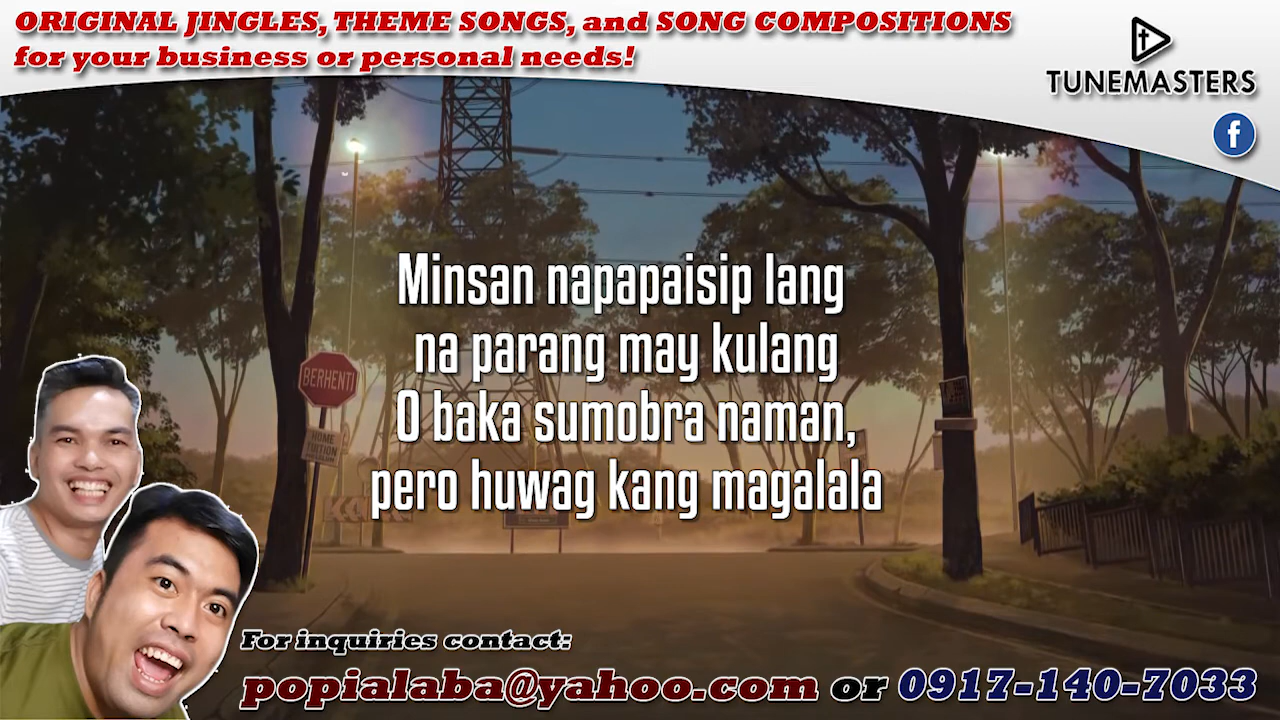 ORIGINAL JINGLES, THEME SONGS, and SONG COMPOSITIONS
for your business or personal needs!
TUNEMASTERS
f
Minsan napapaisip lang
na parang may kulang
O baka sumobra naman,
pero huwag kang magalala
BERHENTI
HOME
TUITION
For inquiries contact:
popialaba@yahoo.com or 0917-140-7033